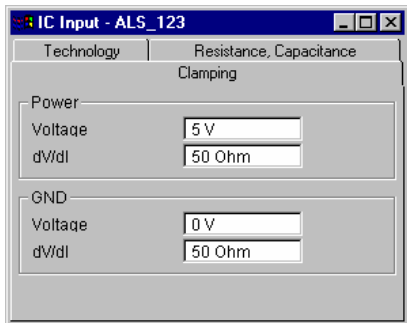 IC Input - ALS_123
Technology Resistance, Capacitance
Clamping
Power
Voltage 5 V
dV/dI 50 Ohm
GND
Voltage 0 V
dV/dI 50 Ohm